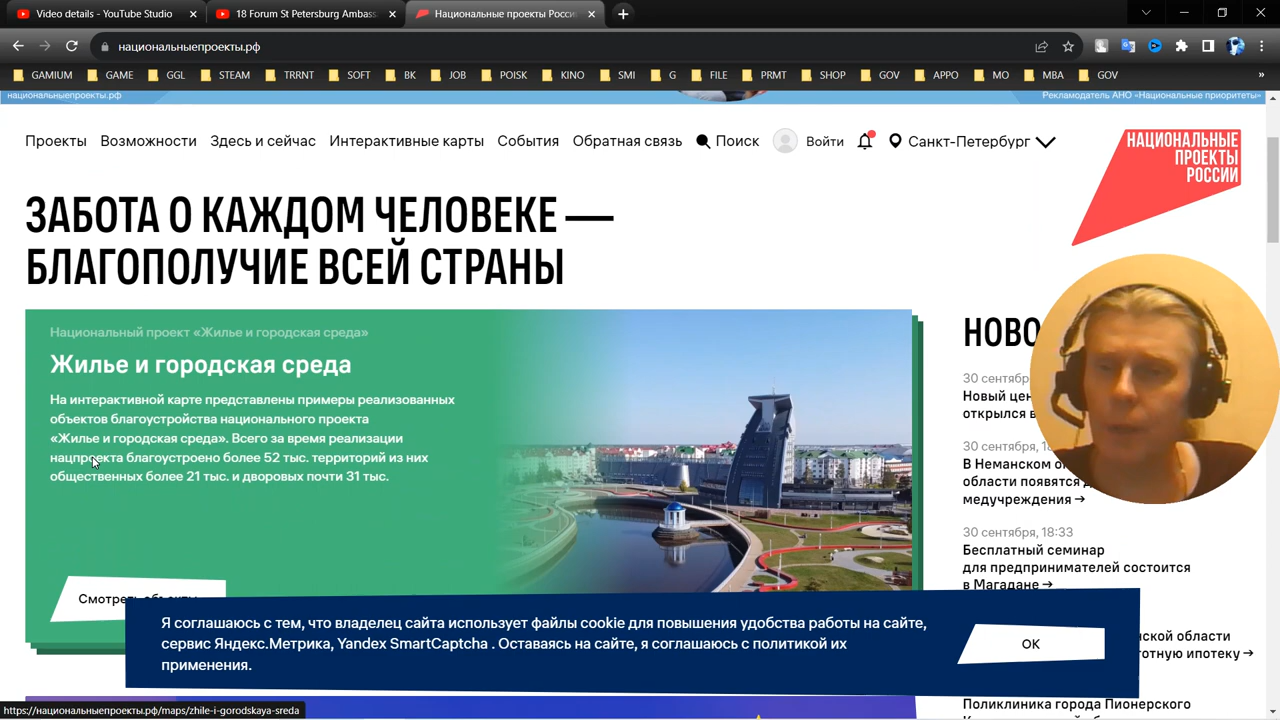 Video details - YouTube Studio
18 Forum St Petersburg Ambass
Национальные проекты Росси
национальныепроекты.рф
GAMIUM GAME GGL STEAM TRRNT SOFT BK JOB POISK KINO SMI G FILE PRMT SHOP GOV APPO MO MBA GOV »
национальныепроекты.рф
Рекламодатель АНО «Национальные приоритеты»
Проекты Возможности Здесь и сейчас Интерактивные карты События Обратная связь Поиск Войти Санкт-Петербург
НАЦИОНАЛЬНЫЕ
ПРОЕКТЫ
РОССИИ
ЗАБОТА О КАЖДОМ ЧЕЛОВЕКЕ —
БЛАГОПОЛУЧИЕ ВСЕЙ СТРАНЫ
Национальный проект «Жилье и городская среда»
Жилье и городская среда
На интерактивной карте представлены примеры реализованных
объектов благоустройства национального проекта
«Жилье и городская среда». Всего за время реализации
нацпроекта благоустроено более 52 тыс. территорий из них
общественных более 21 тыс. и дворовых почти 31 тыс.
Смотреть объекты
НОВО
30 сентября
Новый цен
открылся в
30 сентября, 18
В Неманском
области появятся
медучреждения →
30 сентября, 18:33
Бесплатный семинар
для предпринимателей состоится
в Магадане →
нской области
готную ипотеку →
Поликлиника города Пионерского
Я соглашаюсь с тем, что владелец сайта использует файлы cookie для повышения удобства работы на сайте,
сервис Яндекс.Метрика, Yandex SmartCaptcha . Оставаясь на сайте, я соглашаюсь с политикой их
применения.
OK
https://национальныепроекты.рф/maps/zhile-i-gorodskaya-sreda